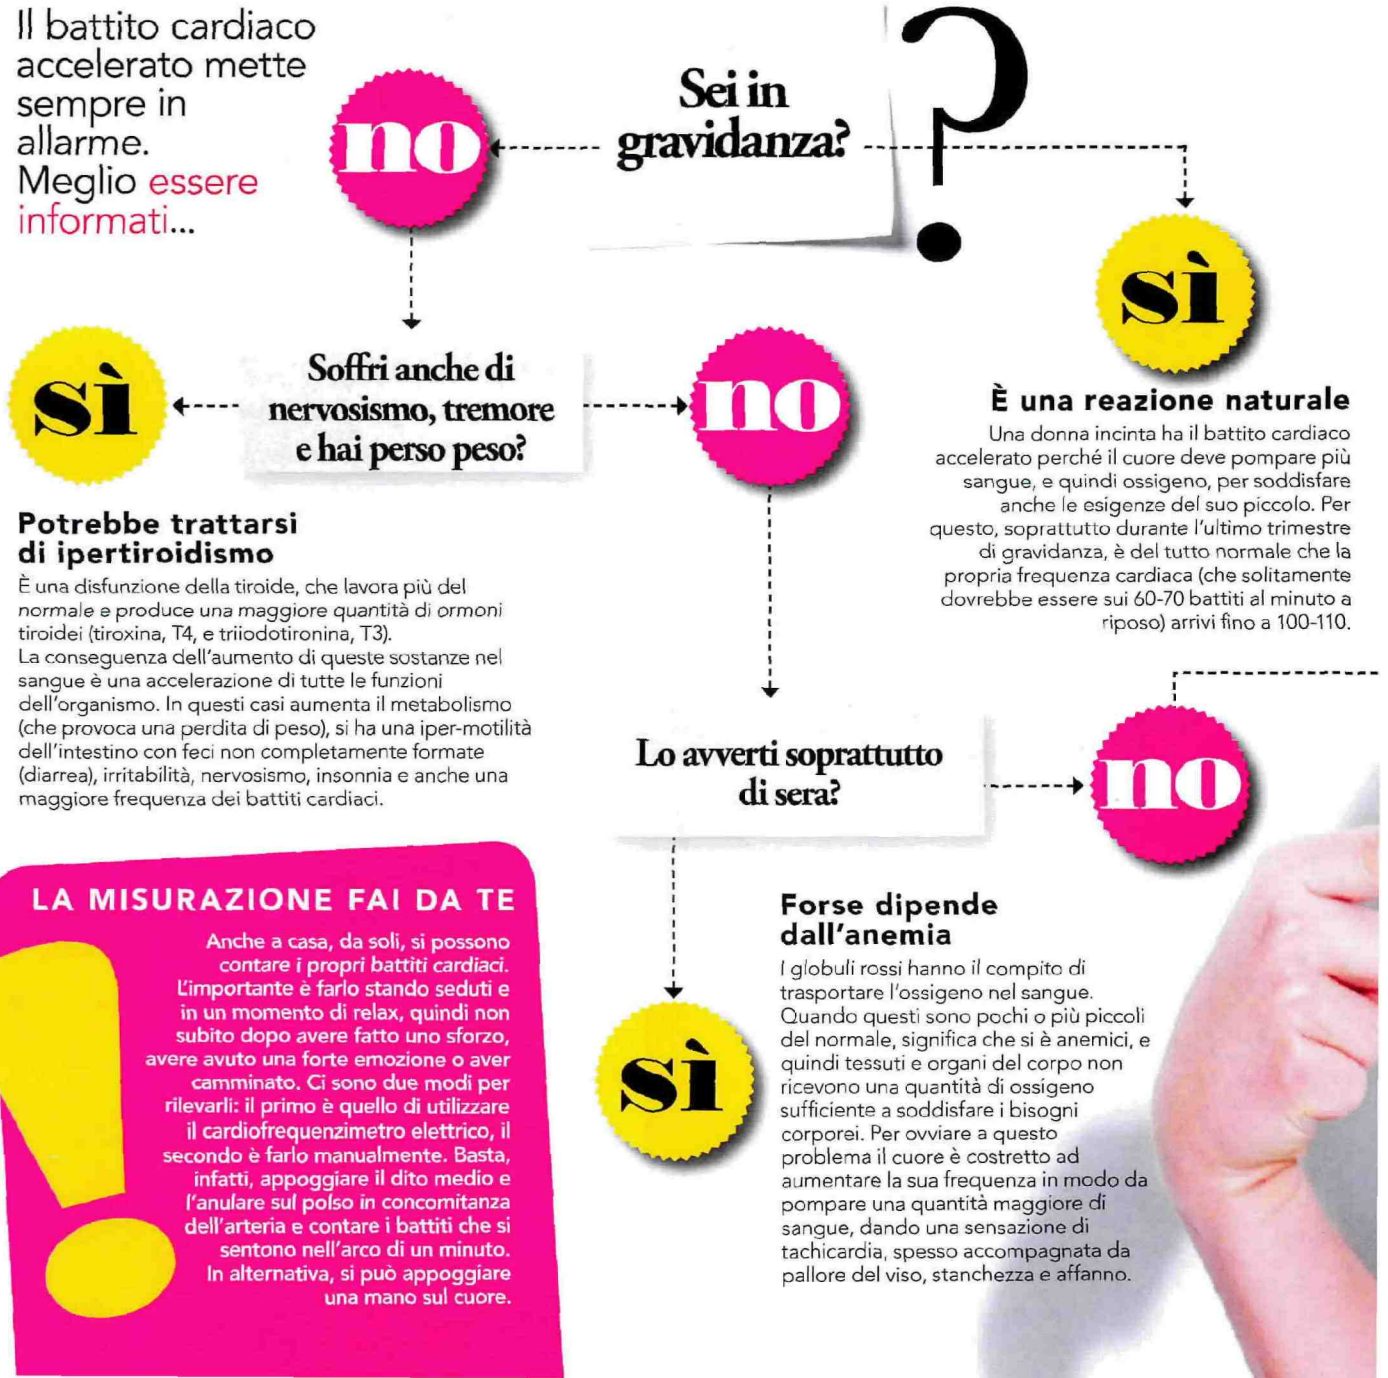 Il battito cardiaco
accelerato mette
sempre in
allarme.
Meglio essere
informati...
no
Sei in
gravidanza?
?
sì
È una reazione naturale
Una donna incinta ha il battito cardiaco
accelerato perché il cuore deve pompare più
sangue, e quindi ossigeno, per soddisfare
anche le esigenze del suo piccolo. Per
questo, soprattutto durante l'ultimo trimestre
di gravidanza, è del tutto normale che la
propria frequenza cardiaca (che solitamente
dovrebbe essere sui 60-70 battiti al minuto a
riposo) arrivi fino a 100-110.
sì
Soffri anche di
nervosismo, tremore
e hai perso peso?
no
Potrebbe trattarsi
di ipertiroidismo
È una disfunzione della tiroide, che lavora più del
normale e produce una maggiore quantità di ormoni
tiroidei (tiroxina, T4, e triiodotironina, T3).
La conseguenza dell'aumento di queste sostanze nel
sangue è una accelerazione di tutte le funzioni
dell'organismo. In questi casi aumenta il metabolismo
(che provoca una perdita di peso), si ha una iper-motilità
dell'intestino con feci non completamente formate
(diarrea), irritabilità, nervosismo, insonnia e anche una
maggiore frequenza dei battiti cardiaci.
Lo avverti soprattutto
di sera?
no
sì
Forse dipende
dall'anemia
I globuli rossi hanno il compito di
trasportare l'ossigeno nel sangue.
Quando questi sono pochi o più piccoli
del normale, significa che si è anemici, e
quindi tessuti e organi del corpo non
ricevono una quantità di ossigeno
sufficiente a soddisfare i bisogni
corporei. Per ovviare a questo
problema il cuore è costretto ad
aumentare la sua frequenza in modo da
pompare una quantità maggiore di
sangue, dando una sensazione di
tachicardia, spesso accompagnata da
pallore del viso, stanchezza e affanno.
LA MISURAZIONE FAI DA TE
!
Anche a casa, da soli, si possono
contare i propri battiti cardiaci.
L'importante è farlo stando seduti e
in un momento di relax, quindi non
subito dopo avere fatto uno sforzo,
avere avuto una forte emozione o aver
camminato. Ci sono due modi per
rilevarli: il primo è quello di utilizzare
il cardiofrequenzimetro elettrico, il
secondo è farlo manualmente. Basta,
infatti, appoggiare il dito medio e
l'anulare sul polso in concomitanza
dell'arteria e contare i battiti che si
sentono nell'arco di un minuto.
In alternativa, si può appoggiare
una mano sul cuore.